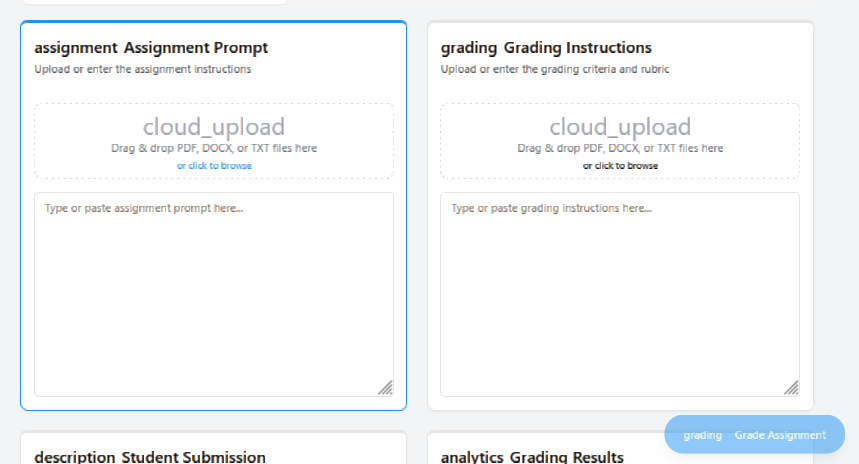 assignment Assignment Prompt
Upload or enter the assignment instructions
cloud_upload
Drag & drop PDF, DOCX, or TXT files here
or click to browse
Type or paste assignment prompt here...
grading Grading Instructions
Upload or enter the grading criteria and rubric
cloud_upload
Drag & drop PDF, DOCX, or TXT files here
or click to browse
Type or paste grading instructions here...
grading Grade Assignment
description Student Submission
analytics Grading Results